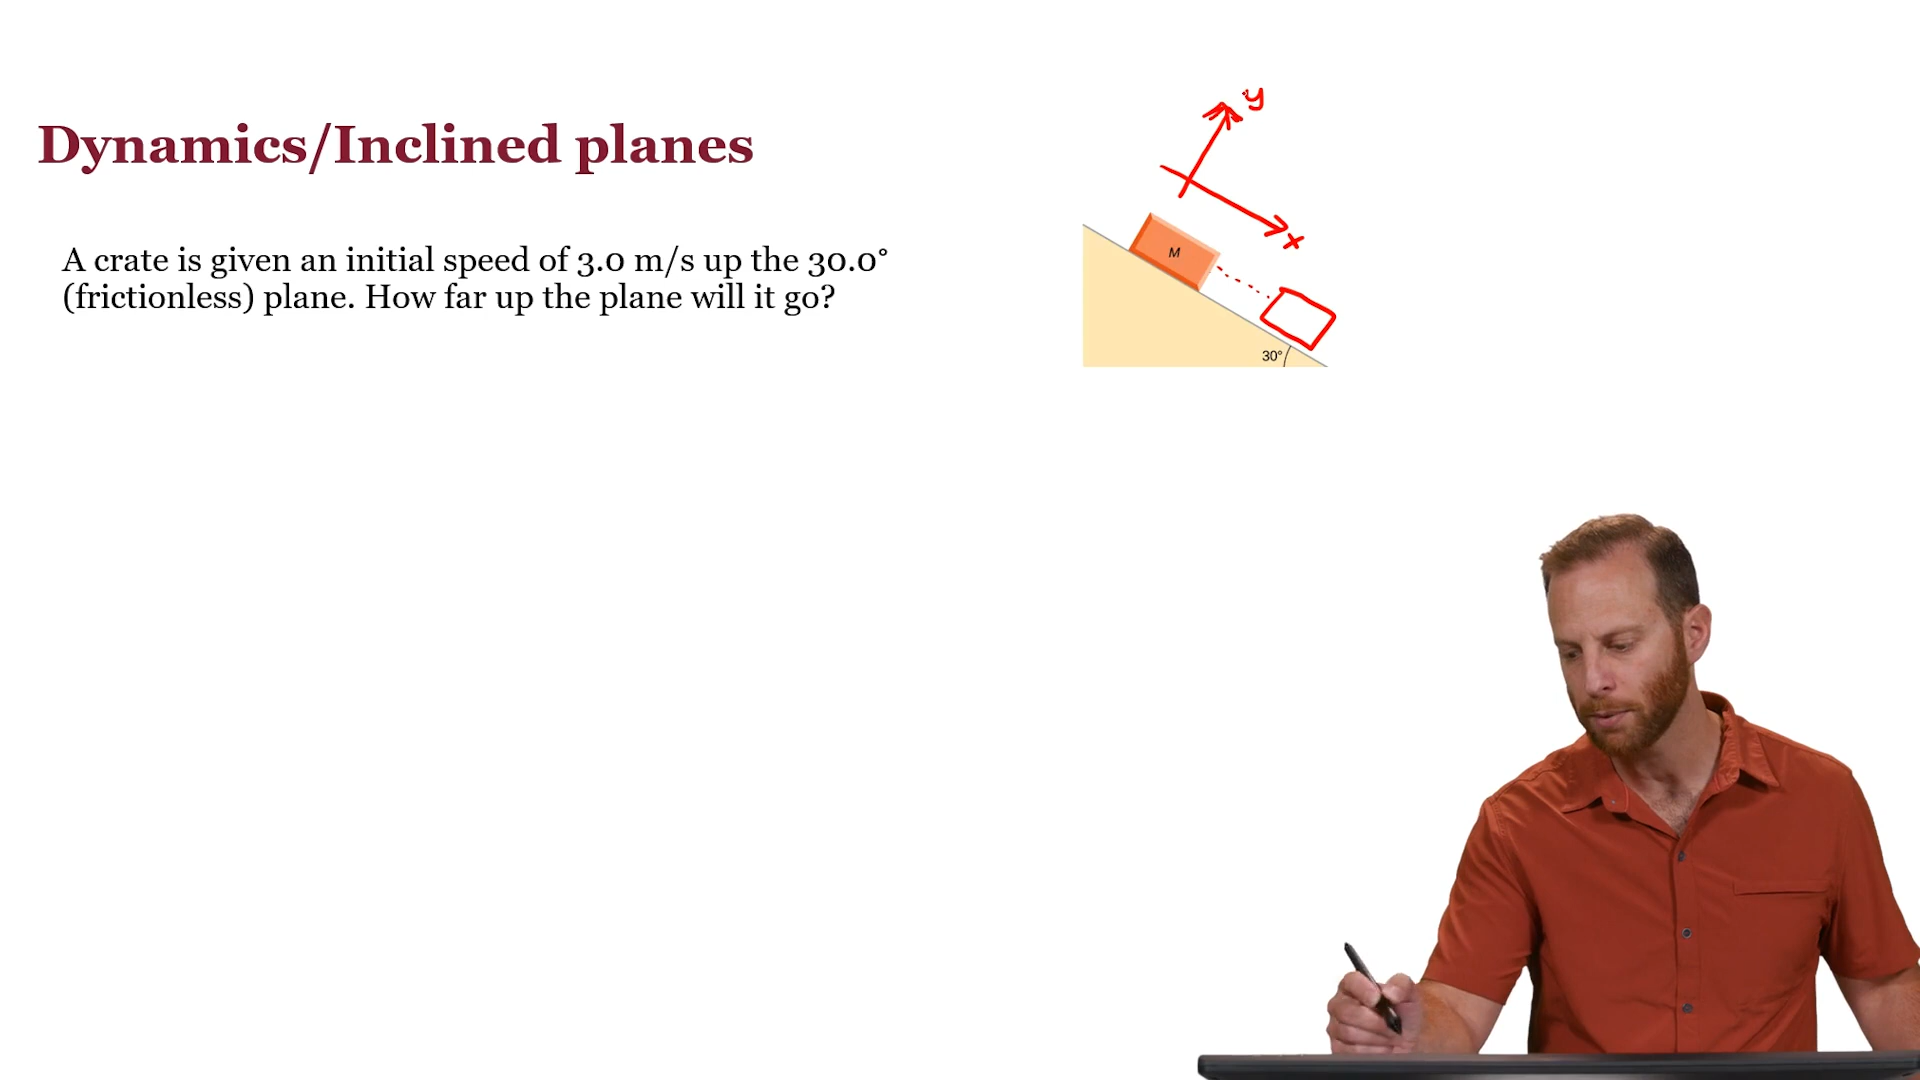 Dynamics/Inclined planes
A crate is given an initial speed of 3.0 m/s up the 30.0°
(frictionless) plane. How far up the plane will it go?
y
x
M
30°